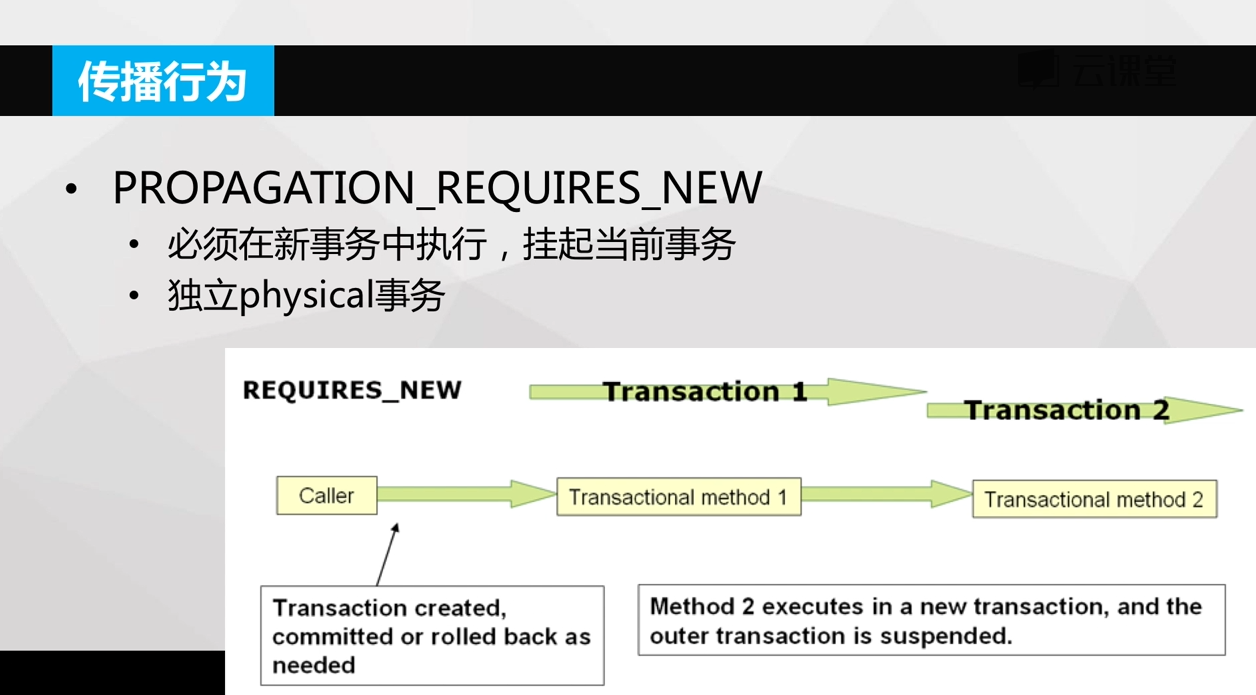 云课堂
传播行为
• PROPAGATION_REQUIRES_NEW
• 必须在新事务中执行，挂起当前事务
• 独立physical事务
REQUIRES_NEW
Transaction 1
Transaction 2
Caller
Transactional method 1
Transactional method 2
Transaction created,
committed or rolled back as
needed
Method 2 executes in a new transaction, and the
outer transaction is suspended.